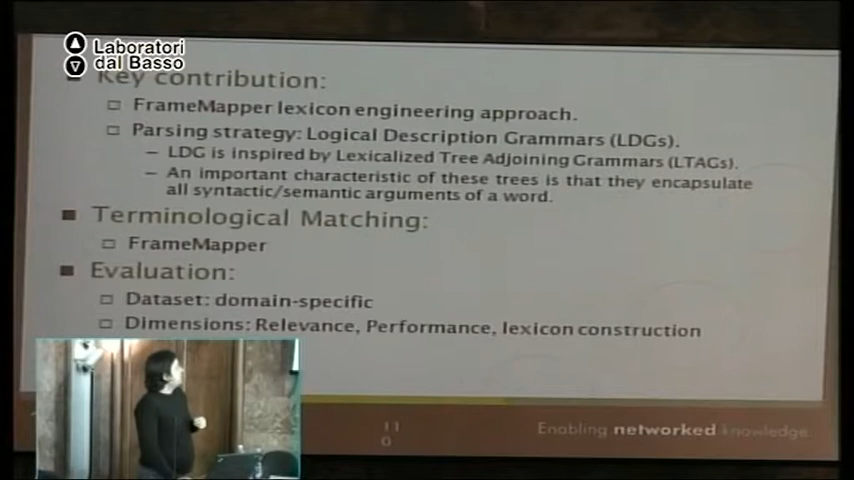 Laboratori
dal Basso
Key contribution:
FrameMapper lexicon engineering approach.
Parsing strategy: Logical Description Grammars (LDGs).
– LDG is inspired by Lexicalized Tree Adjoining Grammars (LTAGs).
– An important characteristic of these trees is that they encapsulate
all syntactic/semantic arguments of a word.
Terminological Matching:
FrameMapper
Evaluation:
Dataset: domain-specific
Dimensions: Relevance, Performance, lexicon construction
11
0
Enabling networked knowledge.